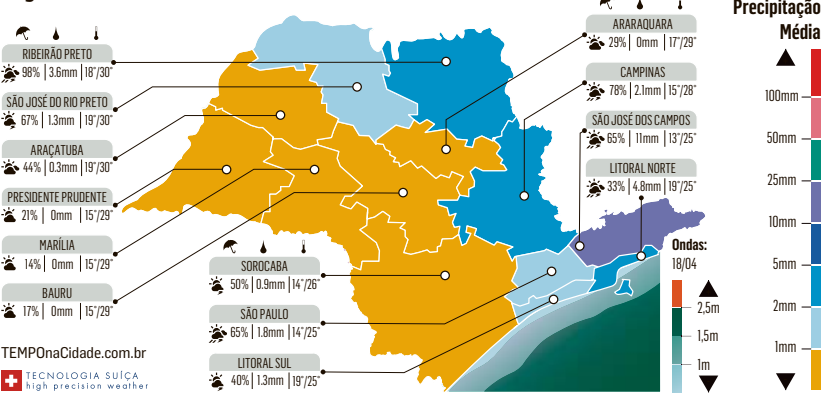 RIBEIRÃO PRETO
98% | 3.6mm | 18°/30°
SÃO JOSÉ DO RIO PRETO
67% | 1.3mm | 19°/30°
ARAÇATUBA
44% | 0.3mm | 19°/30°
PRESIDENTE PRUDENTE
21% | 0mm | 15°/29°
MARÍLIA
14% | 0mm | 15°/29°
BAURU
17% | 0mm | 15°/29°
SOROCABA
50% | 0.9mm | 14°/26°
SÃO PAULO
65% | 1.8mm | 14°/25°
LITORAL SUL
40% | 1.3mm | 19°/25°
ARARAQUARA
29% | 0mm | 17°/29°
CAMPINAS
78% | 2.1mm | 15°/28°
SÃO JOSÉ DOS CAMPOS
65% | 11mm | 13°/25°
LITORAL NORTE
33% | 4.8mm | 19°/25°
Ondas:
18/04
2,5m
1,5m
1m
Precipitação
Média
100mm
50mm
25mm
10mm
5mm
2mm
1mm
TEMPOnaCidade.com.br
TECNOLOGIA SUÍÇA
high precision weather